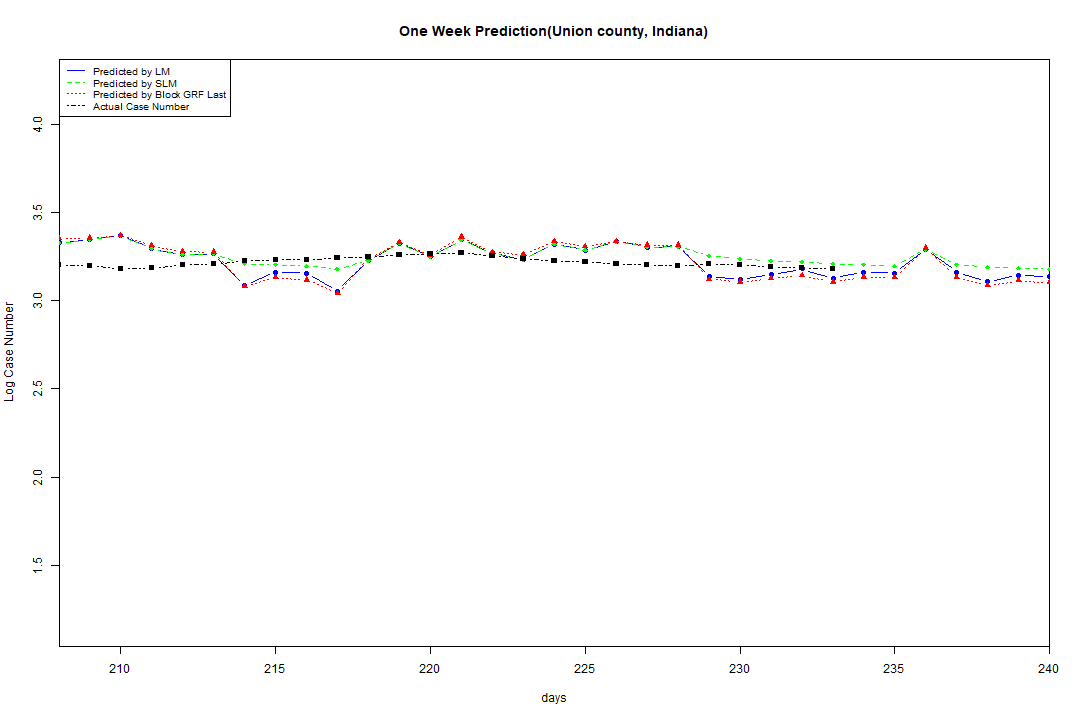 One Week Prediction(Union county, Indiana)
Predicted by LM
Predicted by SLM
Predicted by Block GRF Last
Actual Case Number
Log Case Number
4.0
3.5
3.0
2.5
2.0
1.5
210 215 220 225 230 235 240
days